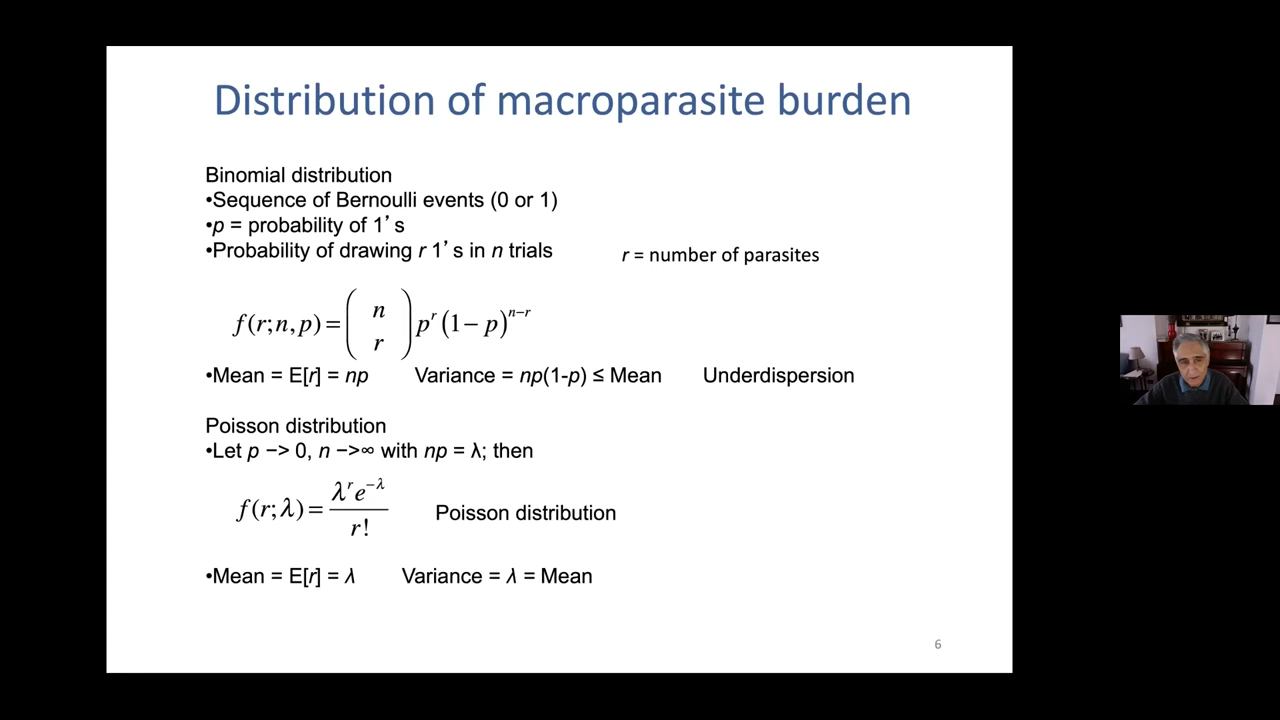 Distribution of macroparasite burden
Binomial distribution
•Sequence of Bernoulli events (0 or 1)
•p = probability of 1’s
•Probability of drawing r 1’s in n trials
r = number of parasites
f(r;n,p) = (n r) p^r (1 − p)^{n−r}
•Mean = E[r] = np Variance = np(1-p) ≤ Mean Underdispersion
Poisson distribution
•Let p −> 0, n −>∞ with np = λ; then
f(r;λ) = λ^r e^{−λ} / r! Poisson distribution
•Mean = E[r] = λ Variance = λ = Mean
6